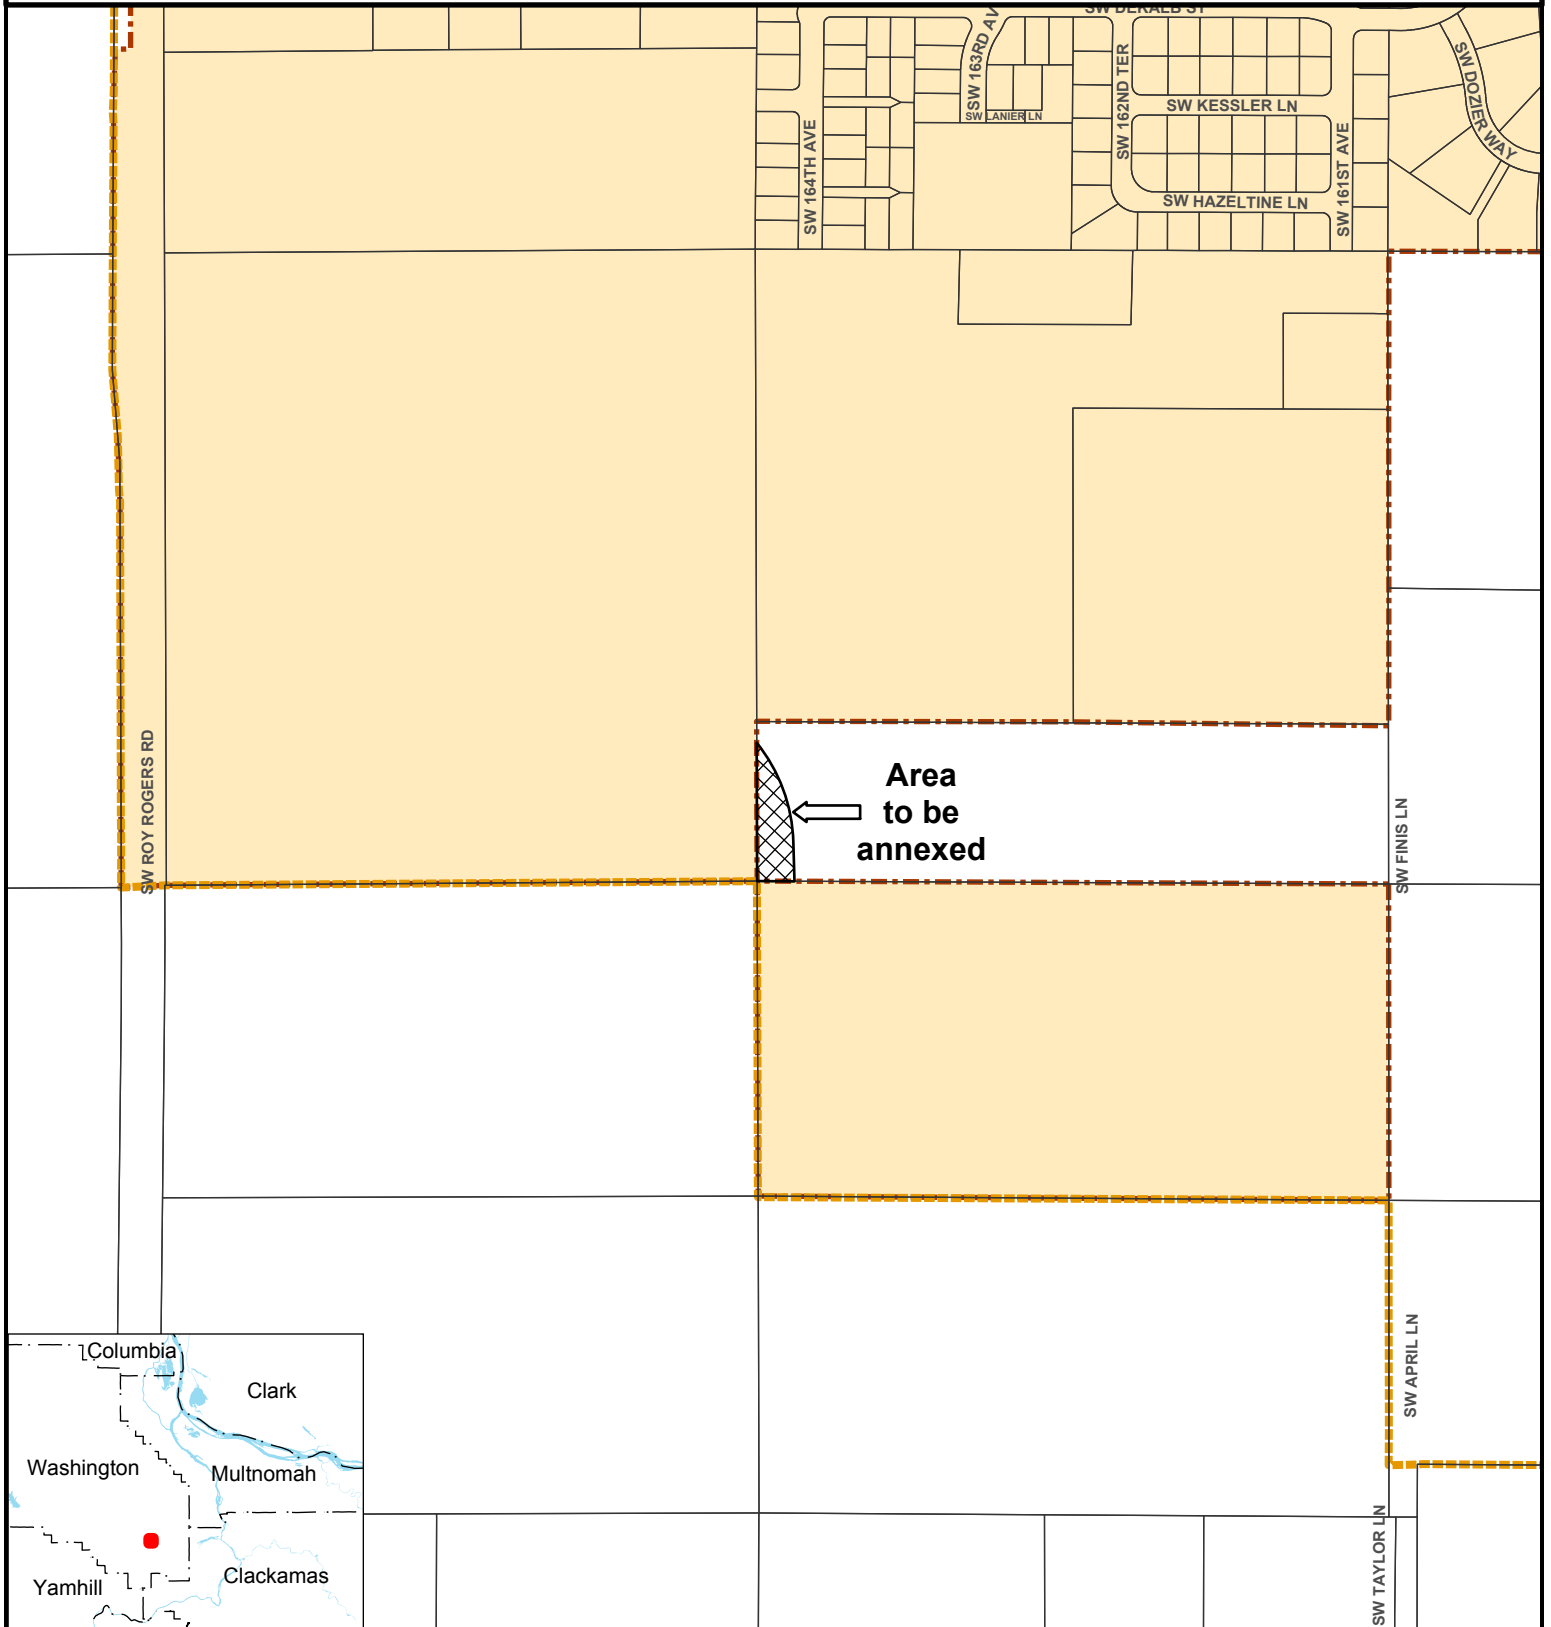 SW DEKALB ST
SW 163RD AV
SW 162ND TER
SW DOZIER WAY
SW KESSLER LN
SW LANIER LN
SW 164TH AVE
SW 161ST AVE
SW HAZELTINE LN
SW ROY ROGERS RD
Area
to be
annexed
SW FINIS LN
SW APRIL LN
SW TAYLOR LN
Columbia
Clark
Washington
Multnomah
Yamhill
Clackamas